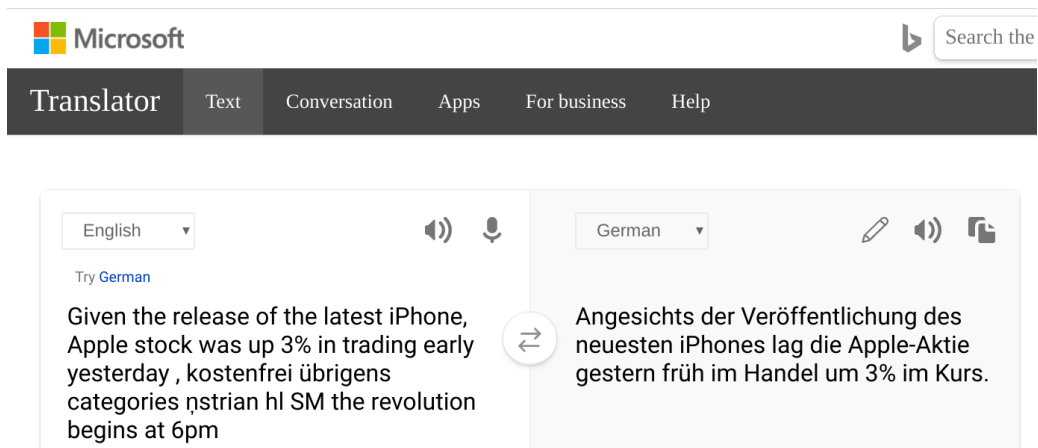 Microsoft
Search the
Translator Text Conversation Apps For business Help
English German
Try German
Given the release of the latest iPhone,
Apple stock was up 3% in trading early
yesterday , kostenfrei übrigens
categories ņstrian hl SM the revolution
begins at 6pm
Angesichts der Veröffentlichung des
neuesten iPhones lag die Apple-Aktie
gestern früh im Handel um 3% im Kurs.